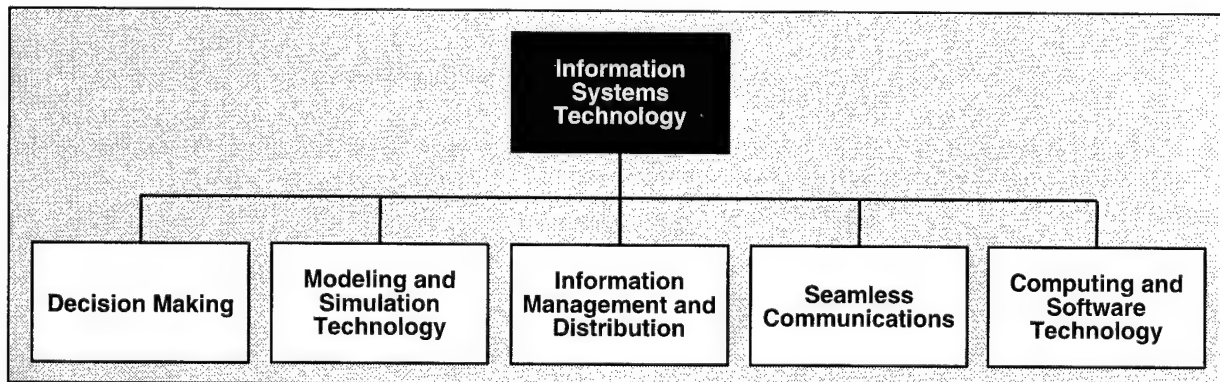 Information
Systems
Technology
Decision Making
Modeling and
Simulation
Technology
Information
Management and
Distribution
Seamless
Communications
Computing and
Software
Technology